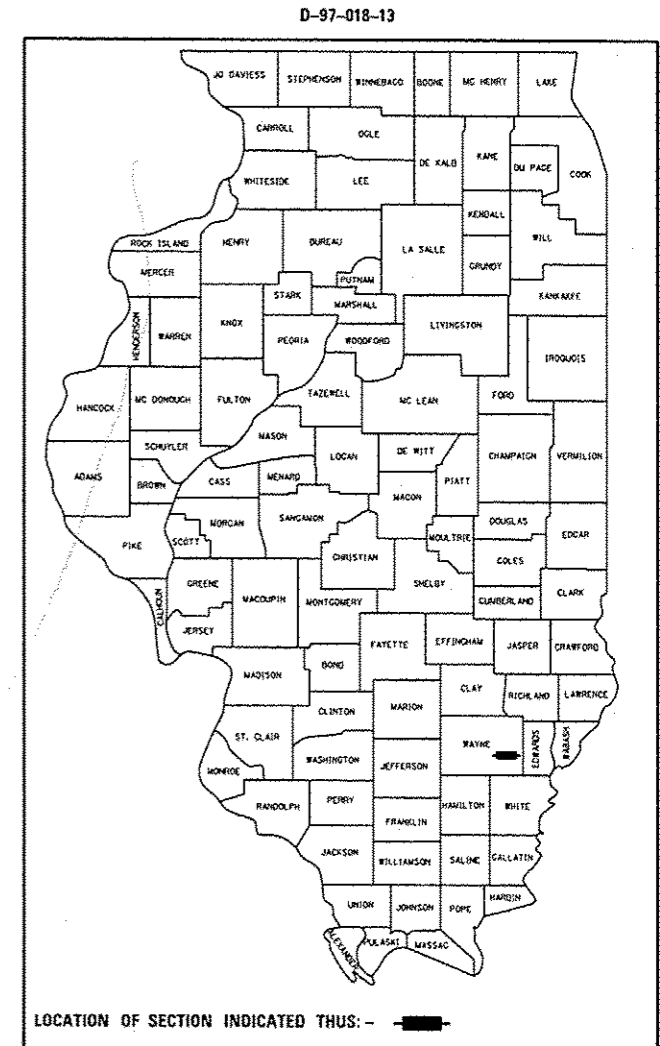 D-97-018-13
JO DAVIESS STEPHENSON WINNEBAGO BOONE MC HENRY LAKE
CARROLL OGLE
DE KALB KANE DU PAGE COOK
WHITESIDE LEE
KENDALL
ROCK ISLAND HENRY BUREAU LA SALLE WILL
MERCER PUTNAM GRUNDY
STARK MARSHALL KANKAKEE
HENDERSON WARREN KNOX LIVINGSTON
PEORIA WOODFORD IROQUOIS
HANCOCK MC DONOUGH FULTON TAZEWELL MC LEAN FORD
MASON
SCHUYLER LOGAN DE WITT CHAMPAIGN VERMILION
ADAMS BROWN CASS MENARD PIATT
MACON
MORGAN SANGAMON DOUGLAS
PIKE SCOTT CHRISTIAN MOULTRIE EDGAR
COLES
GREENE SHELBY
CALHOUN MACOUPIN MONTGOMERY CUMBERLAND CLARK
JERSEY
FAYETTE EFFINGHAM JASPER CRAWFORD
MADISON BOND
CLAY RICHLAND LAWRENCE
CLINTON MARION
ST. CLAIR WAYNE EDWARDS WABASH
WASHINGTON JEFFERSON
MONROE
RANDOLPH PERRY HAMILTON WHITE
FRANKLIN
JACKSON WILLIAMSON SALINE GALLATIN
UNION JOHNSON POPE HARDIN
ALEXANDER PULASKI MASSAC
LOCATION OF SECTION INDICATED THUS: -